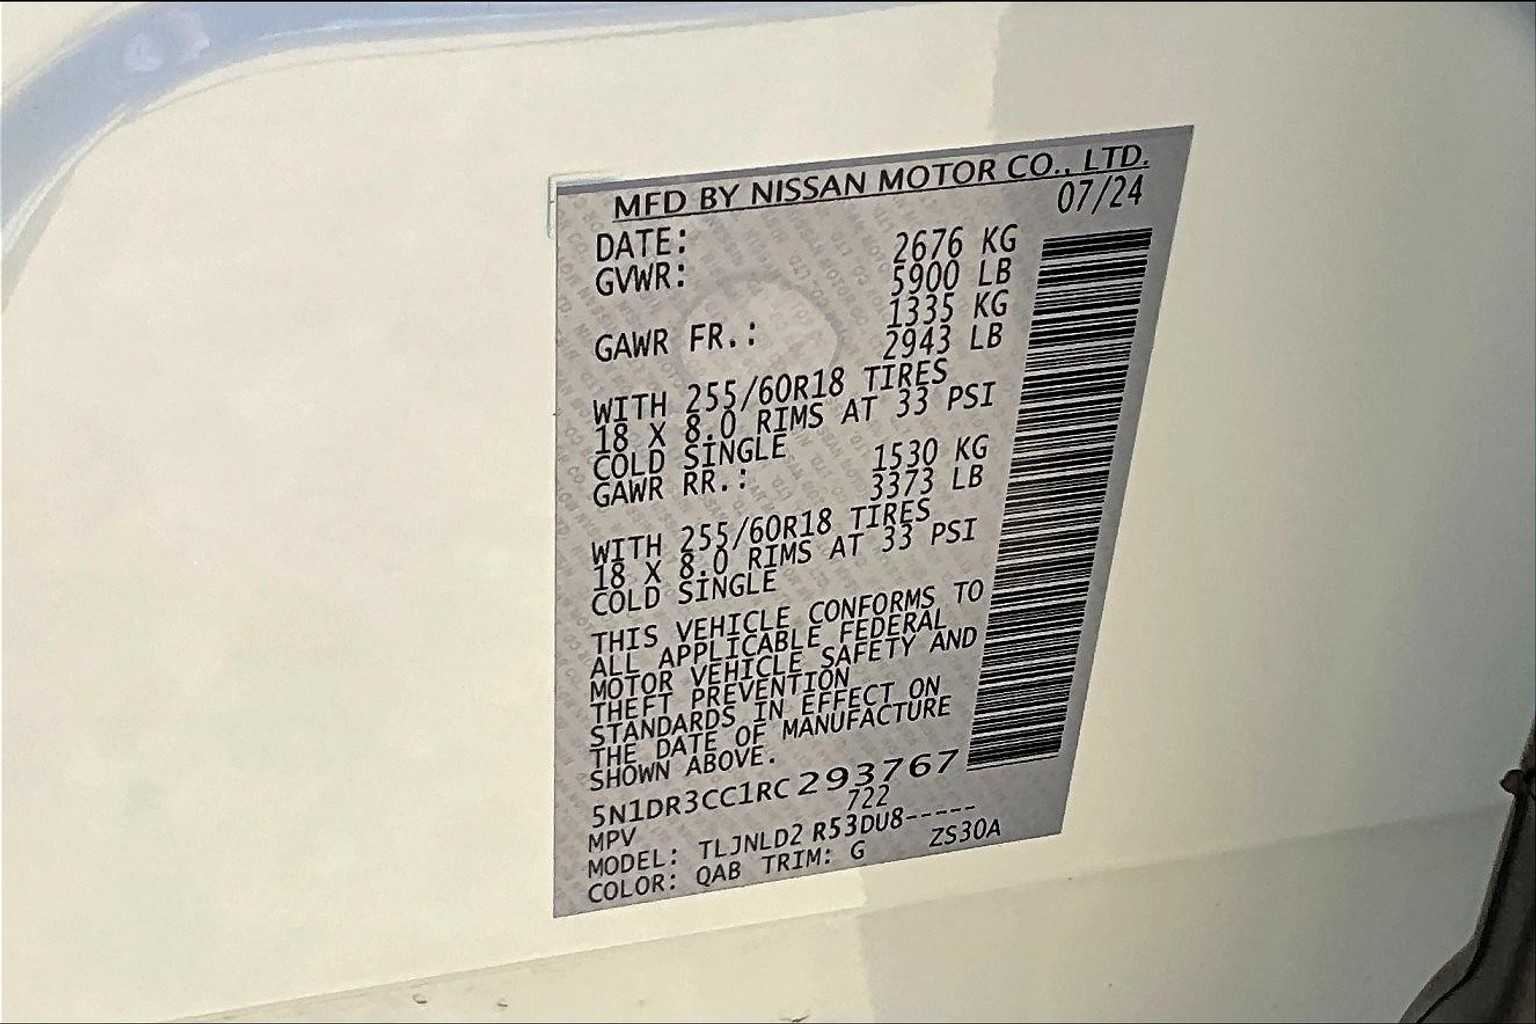 MFD BY NISSAN MOTOR CO., LTD.
DATE: 07/24
GVWR: 2676 KG
5900 LB
GAWR FR.: 1335 KG
2943 LB
WITH 255/60R18 TIRES
18 X 8.0 RIMS AT 33 PSI
COLD SINGLE
GAWR RR.: 1530 KG
3373 LB
WITH 255/60R18 TIRES
18 X 8.0 RIMS AT 33 PSI
COLD SINGLE
THIS VEHICLE CONFORMS TO
ALL APPLICABLE FEDERAL
MOTOR VEHICLE SAFETY AND
THEFT PREVENTION
STANDARDS IN EFFECT ON
THE DATE OF MANUFACTURE
SHOWN ABOVE.
5N1DR3CC1RC293767
MPV 722
MODEL: TLJNLD2 R53DU8-----
COLOR: QAB TRIM: G ZS30A